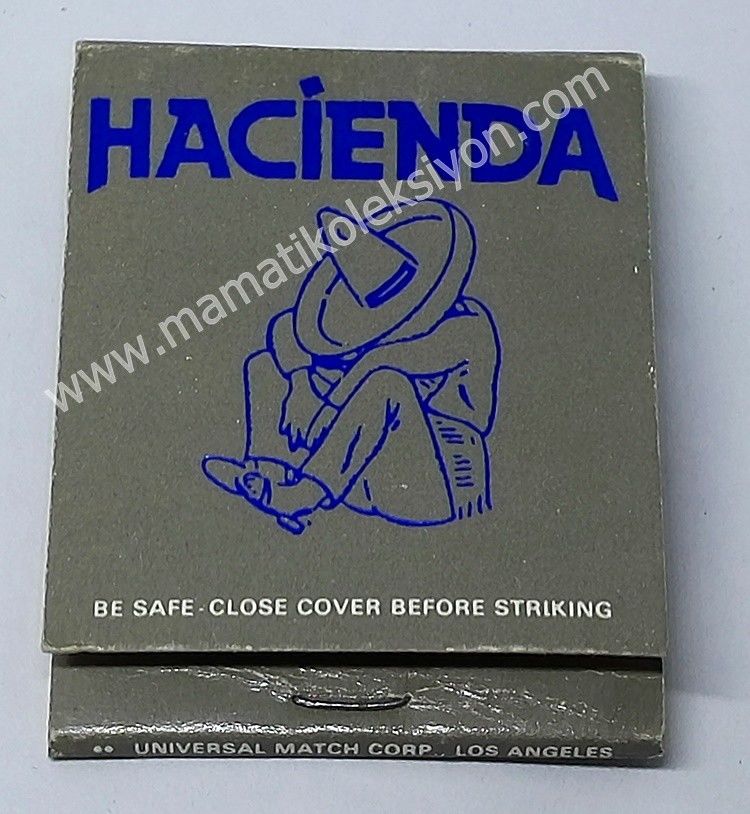 HACİENDA
www.mamatikoleksiyon.com
BE SAFE - CLOSE COVER BEFORE STRIKING
•• UNIVERSAL MATCH CORP., LOS ANGELES